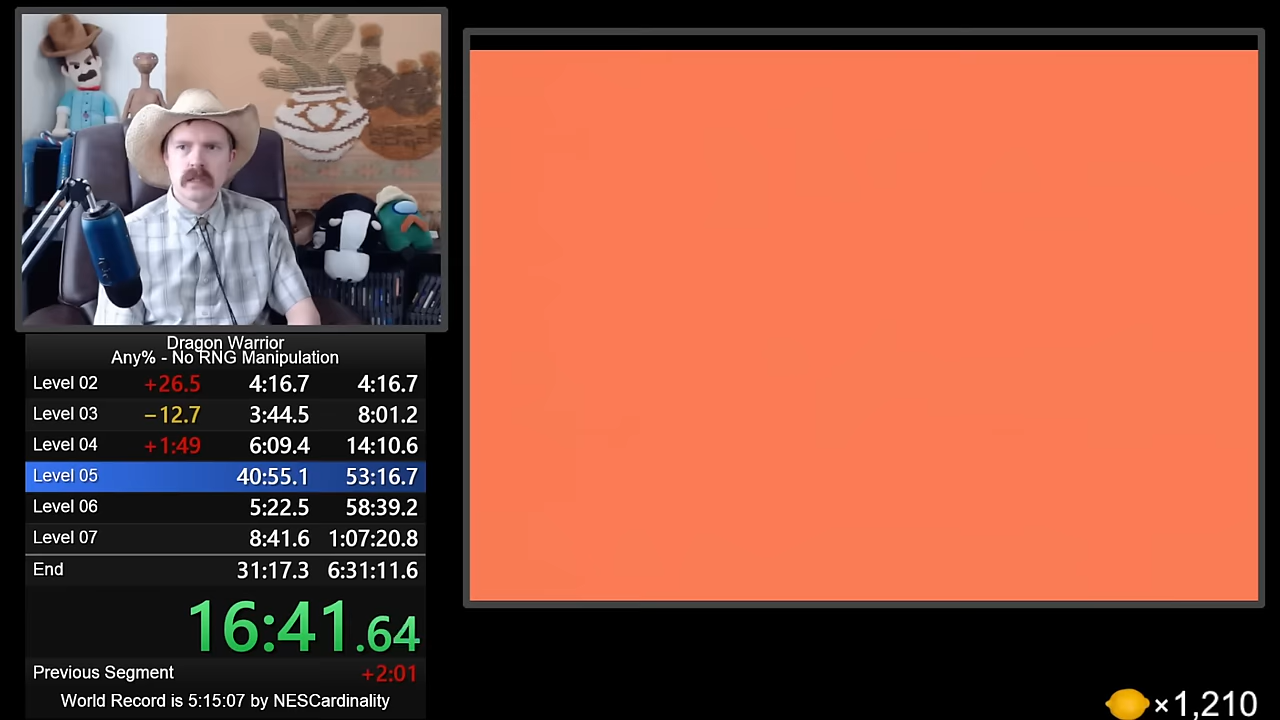 Dragon Warrior
Any% - No RNG Manipulation
Level 02 +26.5 4:16.7 4:16.7
Level 03 −12.7 3:44.5 8:01.2
Level 04 +1:49 6:09.4 14:10.6
Level 05 40:55.1 53:16.7
Level 06 5:22.5 58:39.2
Level 07 8:41.6 1:07:20.8
End 31:17.3 6:31:11.6
16:41.64
Previous Segment +2:01
World Record is 5:15:07 by NESCardinality
×1,210